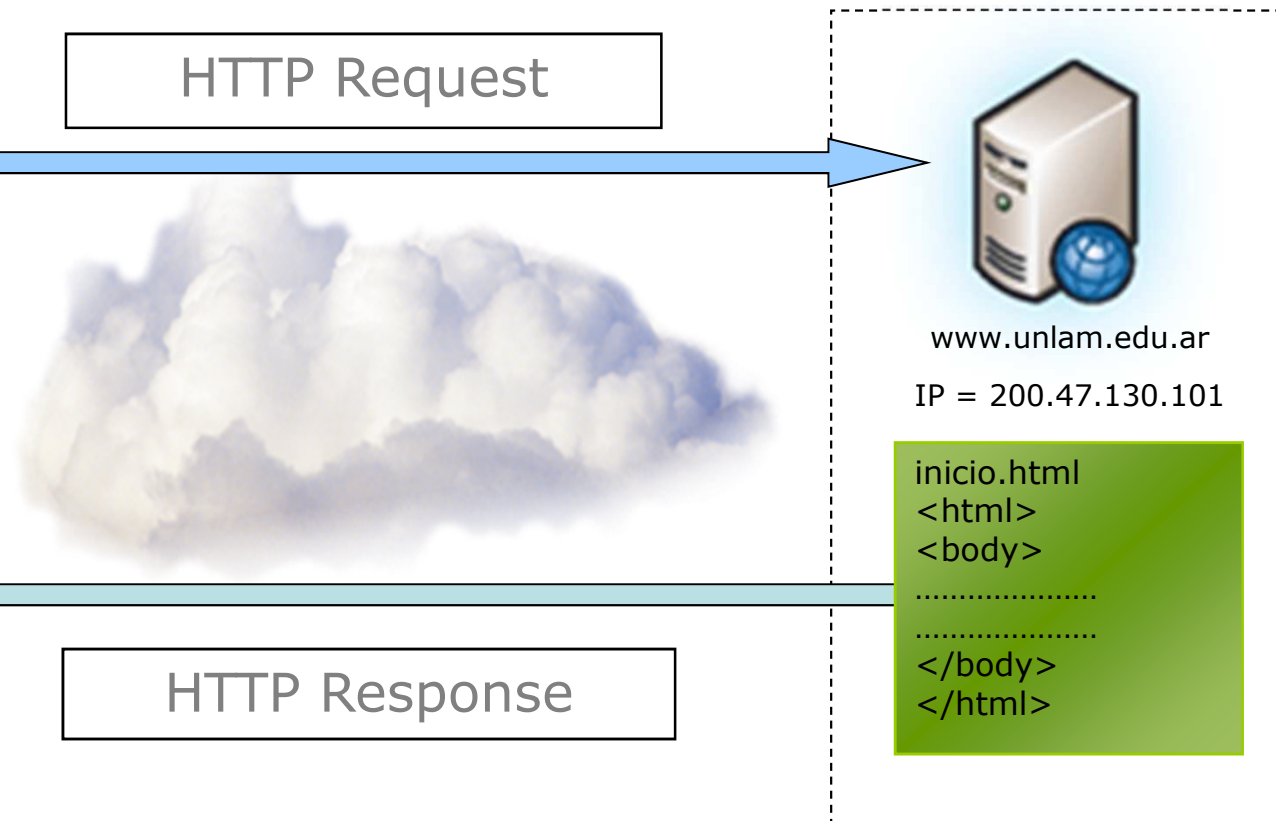 HTTP Request
www.unlam.edu.ar
IP = 200.47.130.101
inicio.html
<html>
<body>
.....................
.....................
</body>
</html>
HTTP Response